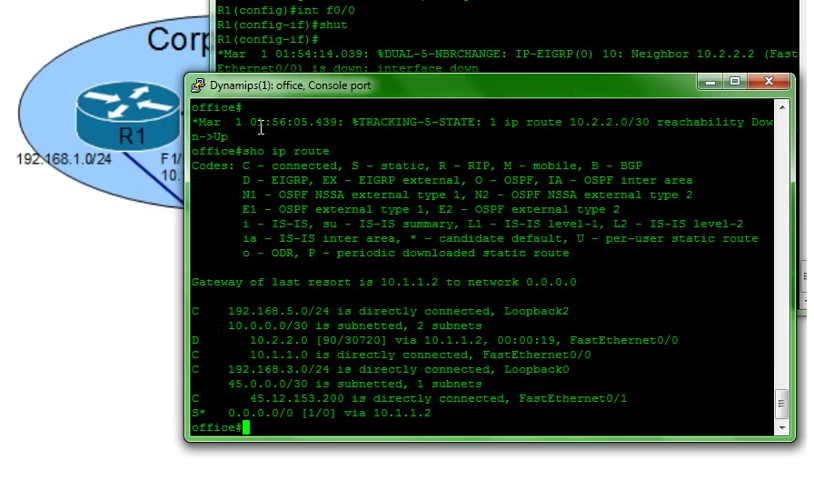 R1(config)#int f0/0
R1(config-if)#shut
R1(config-if)#
*Mar  1 01:54:14.039: %DUAL-5-NBRCHANGE: IP-EIGRP(0) 10: Neighbor 10.2.2.2 (Fast
Ethernet0/0) is down: interface down
Corp
R1
192.168.1.0/24
F1/
10.
Dynamips(1): office, Console port
office#
*Mar  1 01:56:05.439: %TRACKING-5-STATE: 1 ip route 10.2.2.0/30 reachability Dow
n->Up
office#sho ip route
Codes: C - connected, S - static, R - RIP, M - mobile, B - BGP
       D - EIGRP, EX - EIGRP external, O - OSPF, IA - OSPF inter area
       N1 - OSPF NSSA external type 1, N2 - OSPF NSSA external type 2
       E1 - OSPF external type 1, E2 - OSPF external type 2
       i - IS-IS, su - IS-IS summary, L1 - IS-IS level-1, L2 - IS-IS level-2
       ia - IS-IS inter area, * - candidate default, U - per-user static route
       o - ODR, P - periodic downloaded static route
Gateway of last resort is 10.1.1.2 to network 0.0.0.0
C    192.168.5.0/24 is directly connected, Loopback2
     10.0.0.0/30 is subnetted, 2 subnets
D       10.2.2.0 [90/30720] via 10.1.1.2, 00:00:19, FastEthernet0/0
C       10.1.1.0 is directly connected, FastEthernet0/0
C    192.168.3.0/24 is directly connected, Loopback0
     45.0.0.0/30 is subnetted, 1 subnets
C       45.12.153.200 is directly connected, FastEthernet0/1
S*   0.0.0.0/0 [1/0] via 10.1.1.2
office#